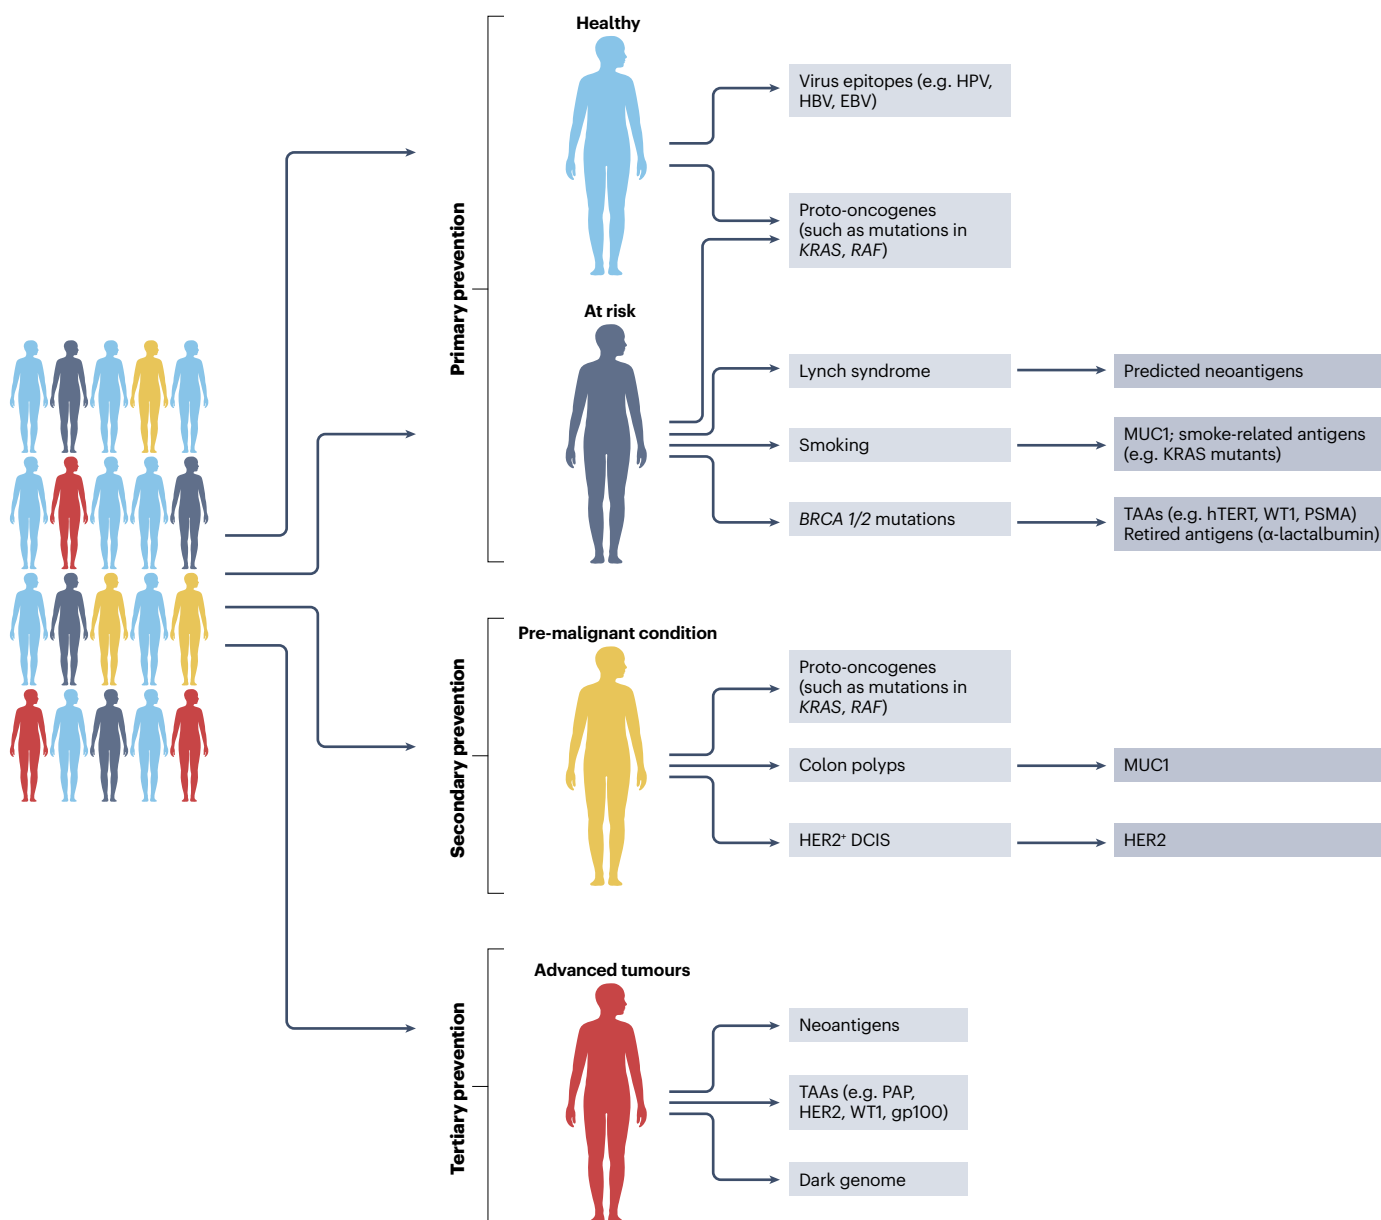 Healthy
Virus epitopes (e.g. HPV,
HBV, EBV)
Primary prevention
Proto-oncogenes
(such as mutations in
KRAS, RAF)
At risk
Lynch syndrome
Predicted neoantigens
Smoking
MUC1; smoke-related antigens
(e.g. KRAS mutants)
BRCA 1/2 mutations
TAAs (e.g. hTERT, WT1, PSMA)
Retired antigens (α-lactalbumin)
Secondary prevention
Pre-malignant condition
Proto-oncogenes
(such as mutations in
KRAS, RAF)
Colon polyps
MUC1
HER2⁺ DCIS
HER2
Tertiary prevention
Advanced tumours
Neoantigens
TAAs (e.g. PAP,
HER2, WT1, gp100)
Dark genome